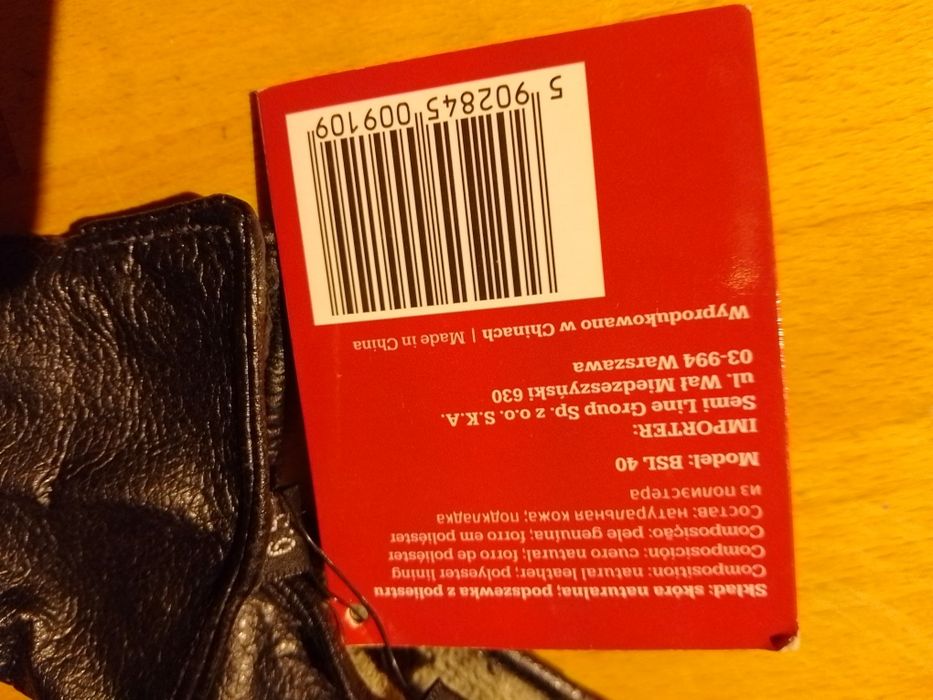 Skład: skóra naturalna; podszewka z poliestru
Composition: natural leather; polyester lining
Composición: cuero natural; forro de poliéster
Composição: pele genuína; forro em poliéster
Состав: натуральная кожа; подкладка
из полиэстера
Model: BSL 40
IMPORTER:
Semi Line Group Sp. z o.o. S.K.A.
ul. Wał Miedzeszyński 630
03-994 Warszawa
Wyprodukowano w Chinach | Made in China
5 902845 009109